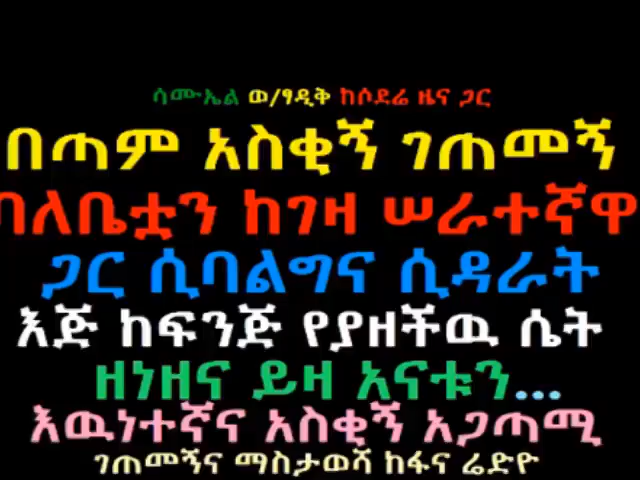 ሳሙኤል ወ/ፃዲቅ ከሶደሬ ዜና ጋር
በጣም አስቂኝ ገጠመኝ
ባለቤቷን ከገዛ ሠራተኛዋ
ጋር ሲባልግና ሲዳራት
እጅ ከፍንጅ የያዘችዉ ሴት
ዘነዘና ይዛ አናቱን...
እዉነተኛና አስቂኝ አጋጣሚ
ገጠመኝና ማስታወሻ ከፋና ሬድዮ